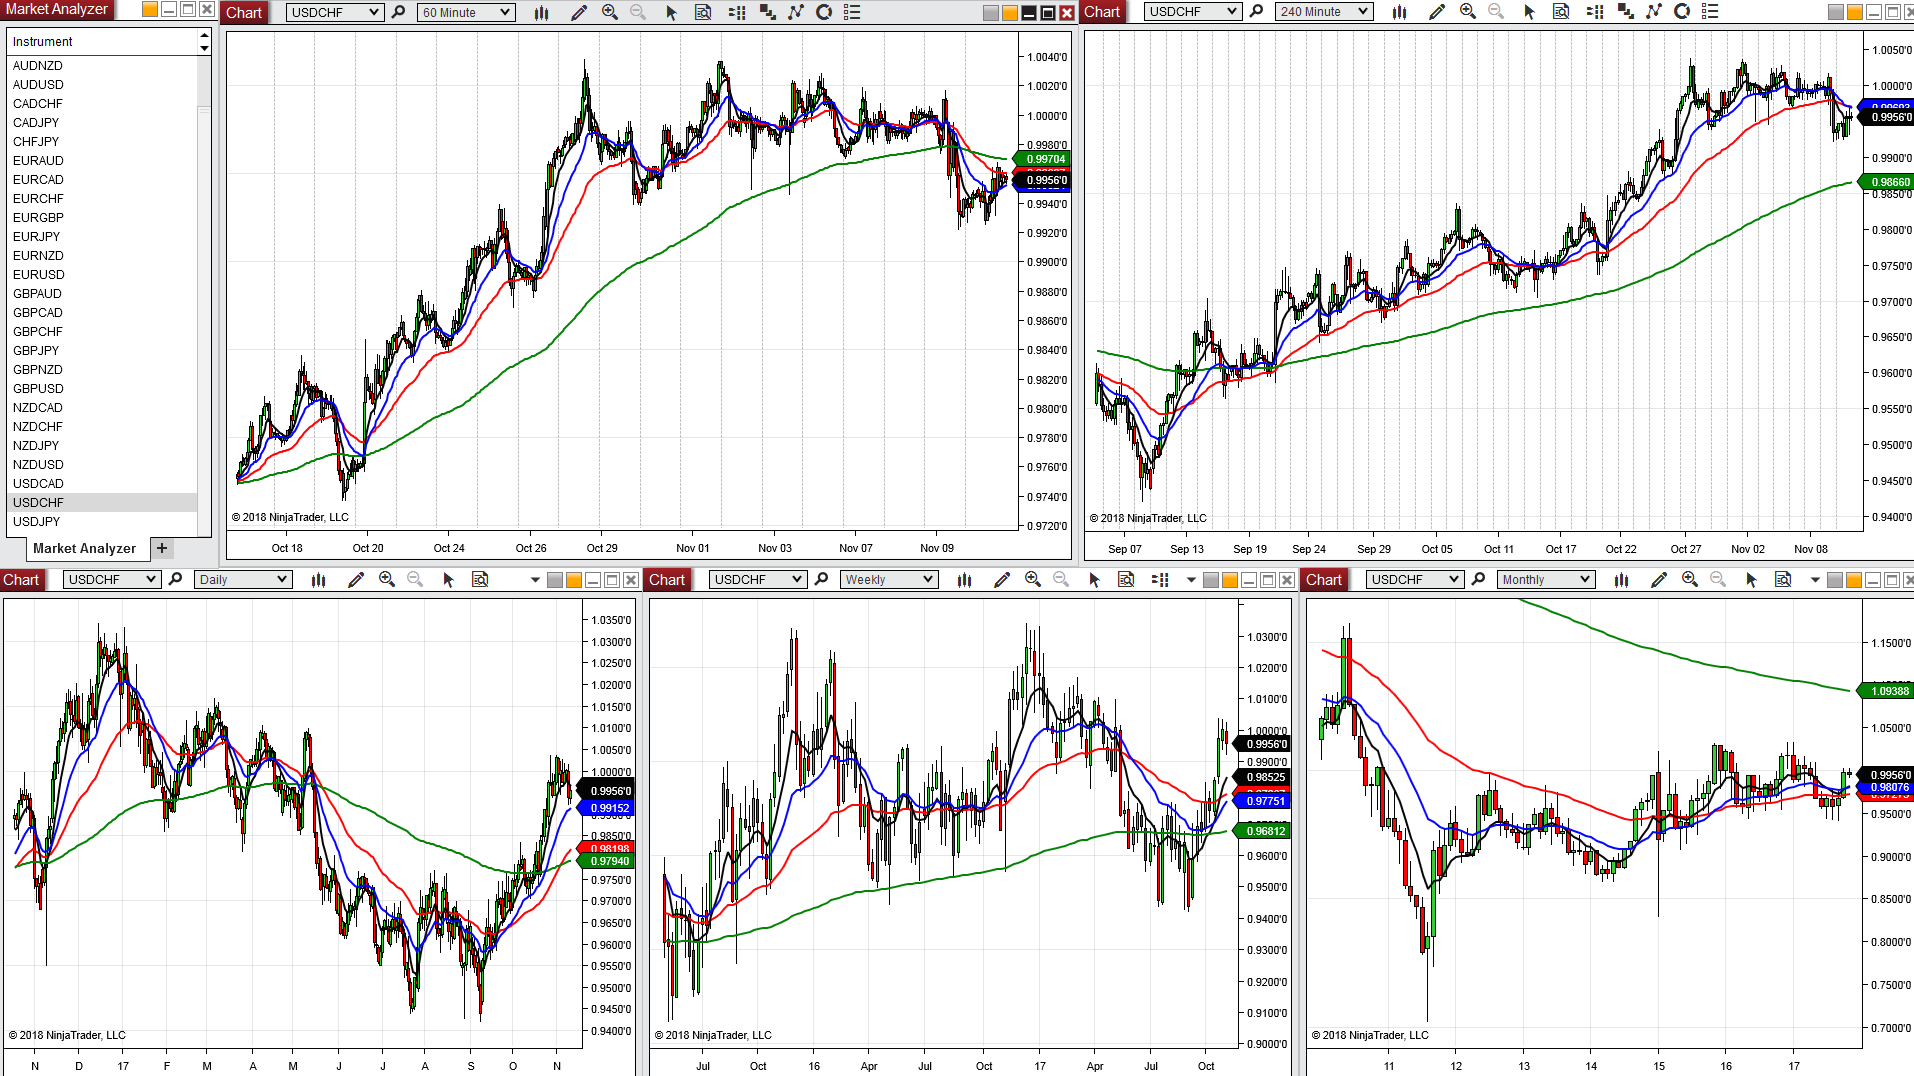 Market Analyzer
Instrument
AUDNZD
AUDUSD
CADCHF
CADJPY
CHFJPY
EURAUD
EURCAD
EURCHF
EURGBP
EURJPY
EURNZD
EURUSD
GBPAUD
GBPCAD
GBPCHF
GBPJPY
GBPNZD
GBPUSD
NZDCAD
NZDCHF
NZDJPY
NZDUSD
USDCAD
USDCHF
USDJPY
Market Analyzer +
Chart USDCHF 60 Minute
1.0040'0
1.0020'0
1.0000'0
0.9980'0
0.99704
0.9956'0
0.9940'0
0.9920'0
0.9900'0
0.9880'0
0.9860'0
0.9840'0
0.9820'0
0.9800'0
0.9780'0
0.9760'0
0.9740'0
0.9720'0
© 2018 NinjaTrader, LLC
Oct 18 Oct 20 Oct 24 Oct 26 Oct 29 Nov 01 Nov 03 Nov 07 Nov 09
Chart USDCHF 240 Minute
1.0050'0
1.0000'0
0.9956'0
0.9900'0
0.98660
0.9850'0
0.9800'0
0.9750'0
0.9700'0
0.9650'0
0.9600'0
0.9550'0
0.9500'0
0.9450'0
0.9400'0
© 2018 NinjaTrader, LLC
Sep 07 Sep 13 Sep 19 Sep 24 Sep 29 Oct 05 Oct 11 Oct 17 Oct 22 Oct 27 Nov 02 Nov 08
Chart USDCHF Daily
1.0350'0
1.0300'0
1.0250'0
1.0200'0
1.0150'0
1.0100'0
1.0050'0
1.0000'0
0.9956'0
0.99152
0.9850'0
0.98198
0.97940
0.9750'0
0.9700'0
0.9650'0
0.9600'0
0.9550'0
0.9500'0
0.9450'0
0.9400'0
© 2018 NinjaTrader, LLC
N D 17 F M A M J J A S O N
Chart USDCHF Weekly
1.0300'0
1.0200'0
1.0100'0
1.0000'0
0.9956'0
0.9900'0
0.98525
0.97751
0.96812
0.9600'0
0.9500'0
0.9400'0
0.9300'0
0.9200'0
0.9100'0
0.9000'0
© 2018 NinjaTrader, LLC
Jul Oct 16 Apr Jul Oct 17 Apr Jul Oct
Chart USDCHF Monthly
1.1500'0
1.09388
1.0500'0
0.9956'0
0.98076
0.9500'0
0.9000'0
0.8500'0
0.8000'0
0.7500'0
0.7000'0
© 2018 NinjaTrader, LLC
11 12 13 14 15 16 17